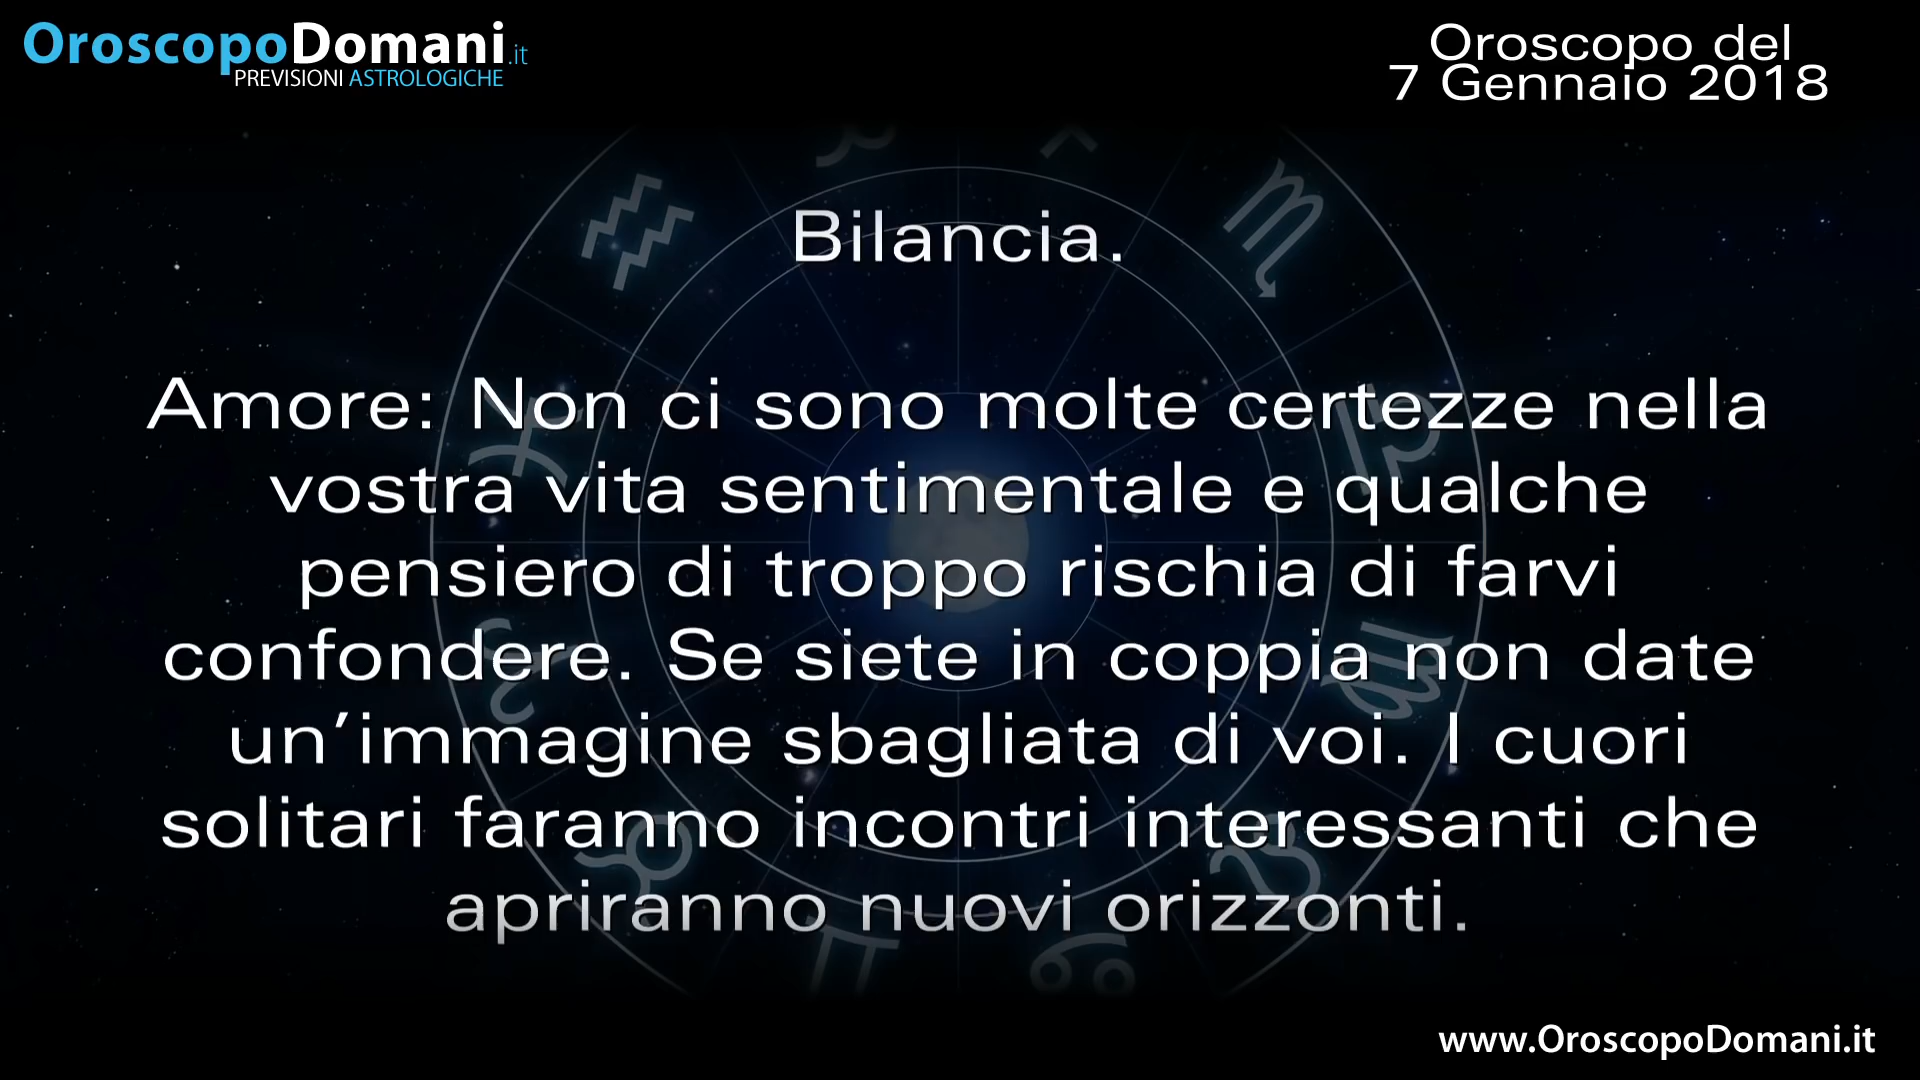 OroscopoDomani.it
PREVISIONI ASTROLOGICHE
Oroscopo del
7 Gennaio 2018
Bilancia.
Amore: Non ci sono molte certezze nella
vostra vita sentimentale e qualche
pensiero di troppo rischia di farvi
confondere. Se siete in coppia non date
un’immagine sbagliata di voi. I cuori
solitari faranno incontri interessanti che
apriranno nuovi orizzonti.
www.OroscopoDomani.it